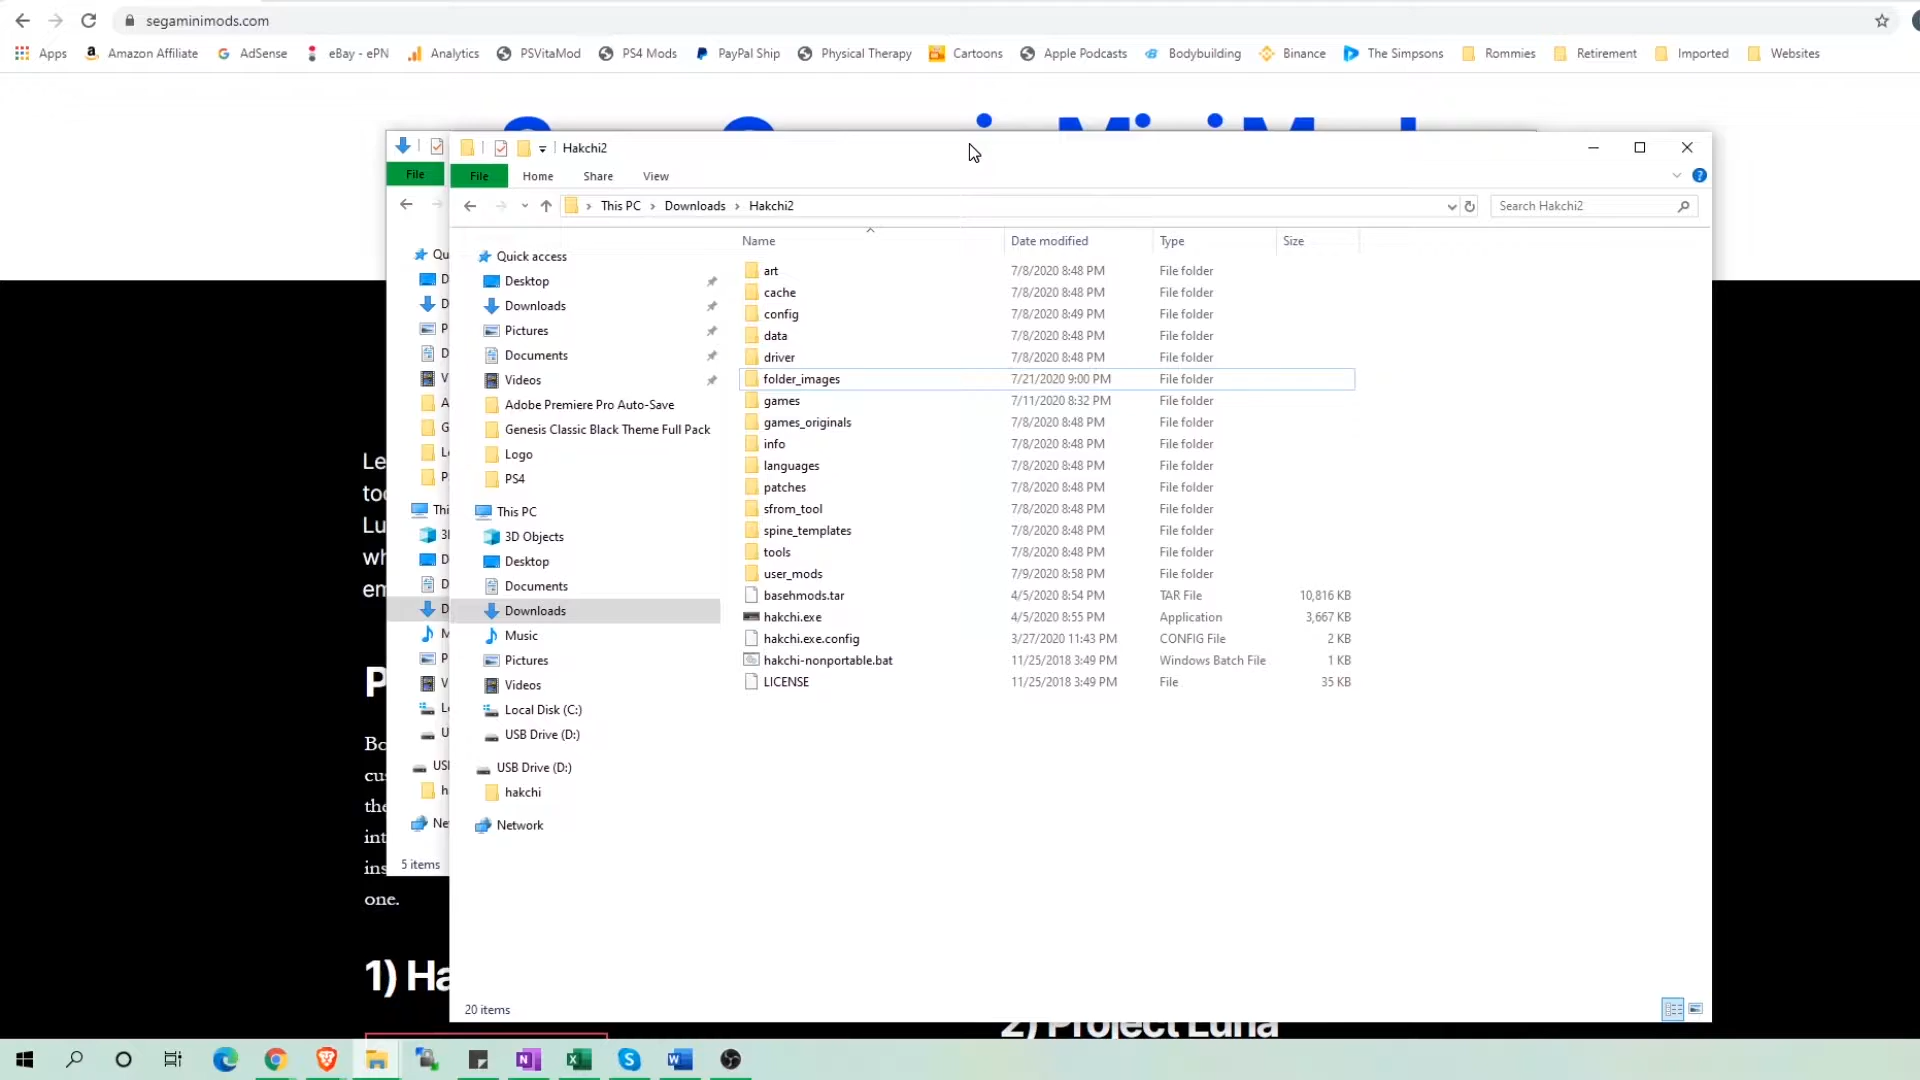 segaminimods.com
Apps
Amazon Affiliate
AdSense
eBay - ePN
Analytics
PSVitaMod
PS4 Mods
PayPal Ship
Physical Therapy
Cartoons
Apple Podcasts
Bodybuilding
Binance
The Simpsons
Rommies
Retirement
Imported
Websites
Hakchi2
File
File
Home
Share
View
This PC
Downloads
Hakchi2
Search Hakchi2
Name
Date modified
Type
Size
Qu
Quick access
Desktop
Downloads
Pictures
Documents
Videos
Adobe Premiere Pro Auto-Save
Genesis Classic Black Theme Full Pack
Logo
PS4
This PC
3D Objects
Desktop
Documents
Downloads
Music
Pictures
Videos
Local Disk (C:)
USB Drive (D:)
USB Drive (D:)
hakchi
Network
art 7/8/2020 8:48 PM File folder
cache 7/8/2020 8:48 PM File folder
config 7/8/2020 8:49 PM File folder
data 7/8/2020 8:48 PM File folder
driver 7/8/2020 8:48 PM File folder
folder_images 7/21/2020 9:00 PM File folder
games 7/11/2020 8:32 PM File folder
games_originals 7/8/2020 8:48 PM File folder
info 7/8/2020 8:48 PM File folder
languages 7/8/2020 8:48 PM File folder
patches 7/8/2020 8:48 PM File folder
sfrom_tool 7/8/2020 8:48 PM File folder
spine_templates 7/8/2020 8:48 PM File folder
tools 7/8/2020 8:48 PM File folder
user_mods 7/9/2020 8:58 PM File folder
basehmods.tar 4/5/2020 8:54 PM TAR File 10,816 KB
hakchi.exe 4/5/2020 8:55 PM Application 3,667 KB
hakchi.exe.config 3/27/2020 11:43 PM CONFIG File 2 KB
hakchi-nonportable.bat 11/25/2018 3:49 PM Windows Batch File 1 KB
LICENSE 11/25/2018 3:49 PM File 35 KB
5 items
one.
1) Ha
20 items
2) Project Luna